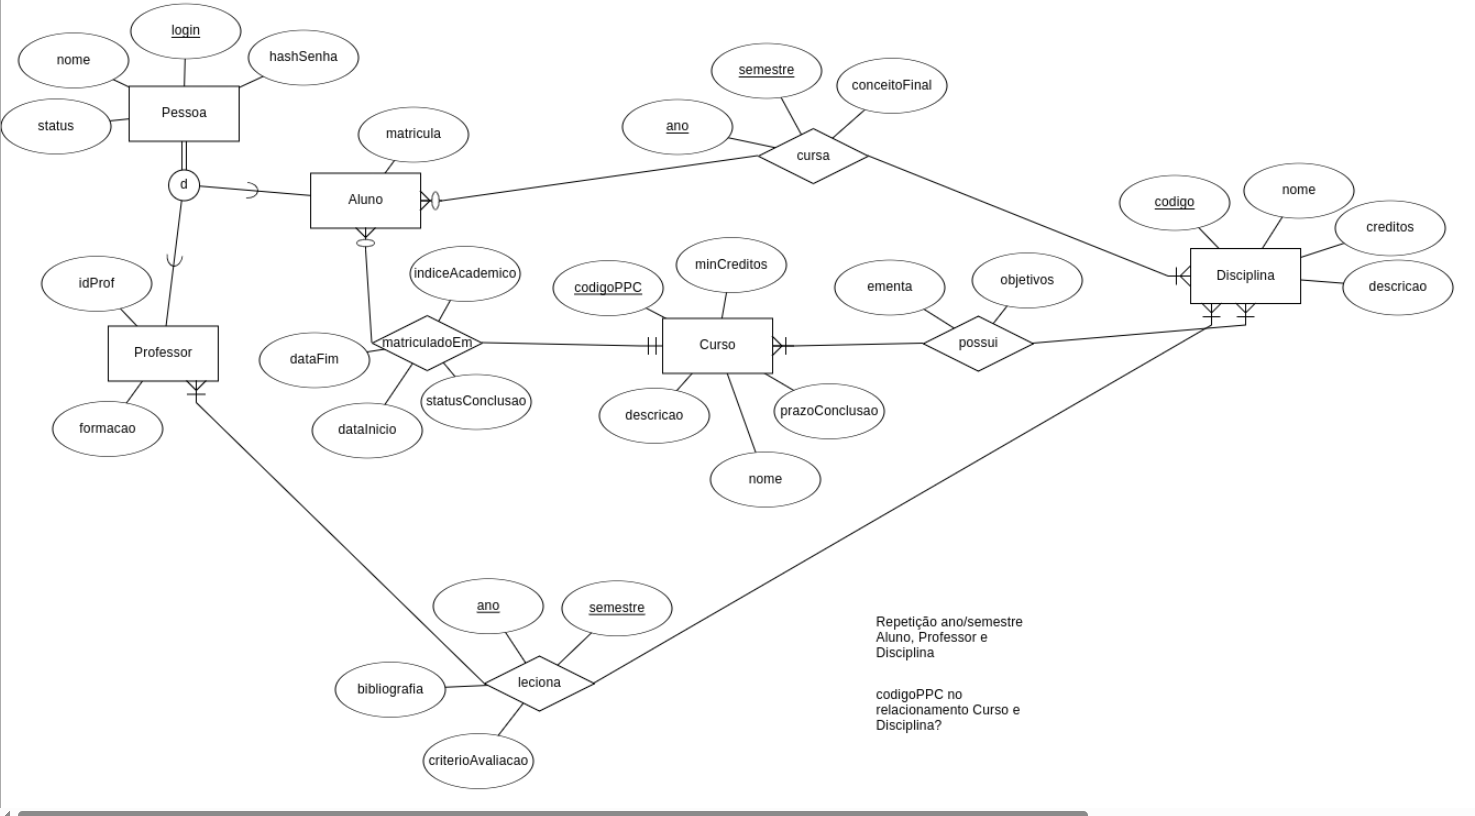 login
nome
hashSenha
status
Pessoa
d
matricula
Aluno
semestre
conceitoFinal
ano
cursa
codigo
nome
creditos
Disciplina
descricao
idProf
Professor
formacao
indiceAcademico
dataFim
matriculadoEm
statusConclusao
dataInicio
codigoPPC
minCreditos
Curso
descricao
prazoConclusao
nome
ementa
objetivos
possui
ano
semestre
leciona
bibliografia
criterioAvaliacao
Repetição ano/semestre
Aluno, Professor e
Disciplina
codigoPPC no
relacionamento Curso e
Disciplina?